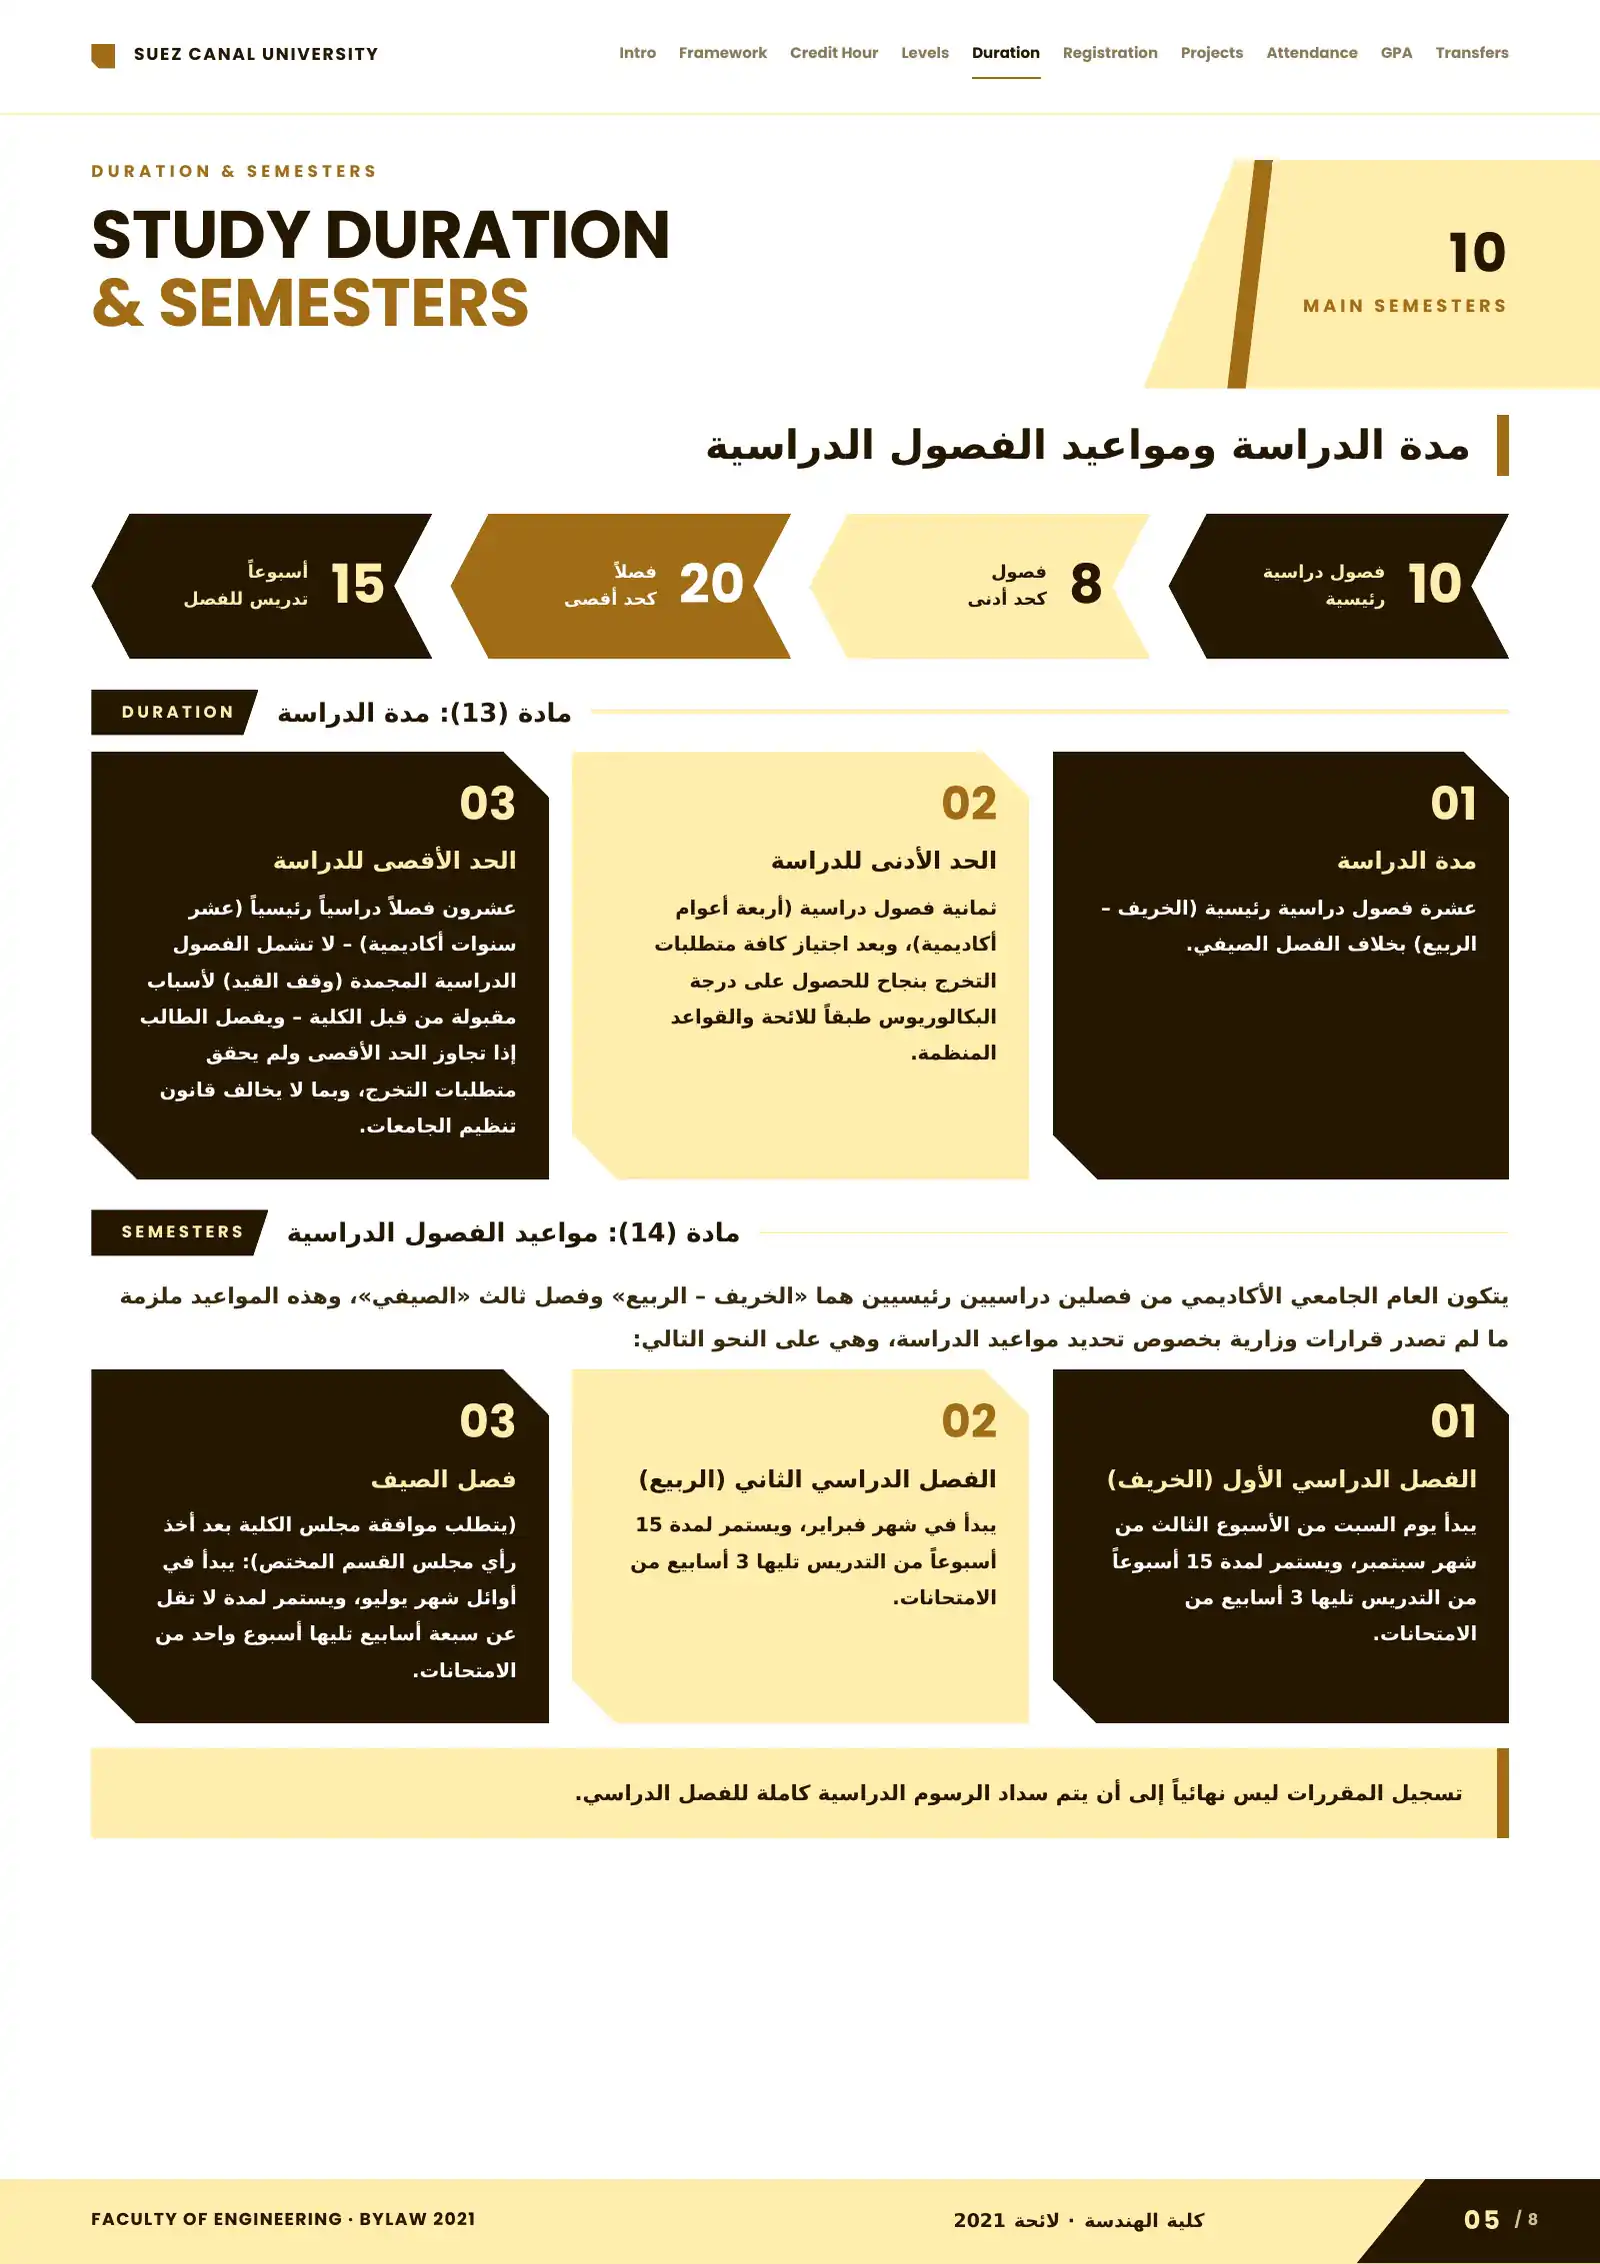 SUEZ CANAL UNIVERSITY
Intro Framework Credit Hour Levels Duration Registration Projects Attendance GPA Transfers
DURATION & SEMESTERS
STUDY DURATION
& SEMESTERS
10
MAIN SEMESTERS
مدة الدراسة ومواعيد الفصول الدراسية
10
فصول دراسية
رئيسية
8
فصول
كحد أدنى
20
فصلاً
كحد أقصى
15
أسبوعاً
تدريس للفصل
DURATION
مادة (13): مدة الدراسة
01
مدة الدراسة
عشرة فصول دراسية رئيسية (الخريف –
الربيع) بخلاف الفصل الصيفي.
02
الحد الأدنى للدراسة
ثمانية فصول دراسية (أربعة أعوام
أكاديمية)، وبعد اجتياز كافة متطلبات
التخرج بنجاح للحصول على درجة
البكالوريوس طبقاً للائحة والقواعد
المنظمة.
03
الحد الأقصى للدراسة
عشرون فصلاً دراسياً رئيسياً (عشر
سنوات أكاديمية) – لا تشمل الفصول
الدراسية المجمدة (وقف القيد) لأسباب
مقبولة من قبل الكلية – ويفصل الطالب
إذا تجاوز الحد الأقصى ولم يحقق
متطلبات التخرج، وبما لا يخالف قانون
تنظيم الجامعات.
SEMESTERS
مادة (14): مواعيد الفصول الدراسية
يتكون العام الجامعي الأكاديمي من فصلين دراسيين رئيسيين هما «الخريف – الربيع» وفصل ثالث «الصيفي»، وهذه المواعيد ملزمة
ما لم تصدر قرارات وزارية بخصوص تحديد مواعيد الدراسة، وهي على النحو التالي:
01
الفصل الدراسي الأول (الخريف)
يبدأ يوم السبت من الأسبوع الثالث من
شهر سبتمبر، ويستمر لمدة 15 أسبوعاً
من التدريس تليها 3 أسابيع من
الامتحانات.
02
الفصل الدراسي الثاني (الربيع)
يبدأ في شهر فبراير، ويستمر لمدة 15
أسبوعاً من التدريس تليها 3 أسابيع من
الامتحانات.
03
فصل الصيف
(يتطلب موافقة مجلس الكلية بعد أخذ
رأي مجلس القسم المختص): يبدأ في
أوائل شهر يوليو، ويستمر لمدة لا تقل
عن سبعة أسابيع تليها أسبوع واحد من
الامتحانات.
تسجيل المقررات ليس نهائياً إلى أن يتم سداد الرسوم الدراسية كاملة للفصل الدراسي.
FACULTY OF ENGINEERING · BYLAW 2021
كلية الهندسة · لائحة 2021
05 / 8